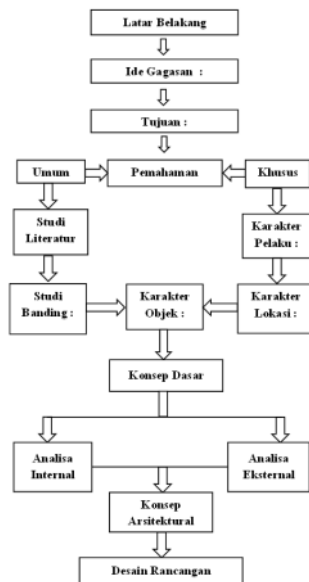 Latar Belakang
Ide Gagasan :
Tujuan :
Umum
Pemahaman
Khusus
Studi
Literatur
Karakter
Pelaku :
Studi
Banding :
Karakter
Objek :
Karakter
Lokasi :
Konsep Dasar
Analisa
Internal
Analisa
Eksternal
Konsep
Arsitektural
Desain Rancangan